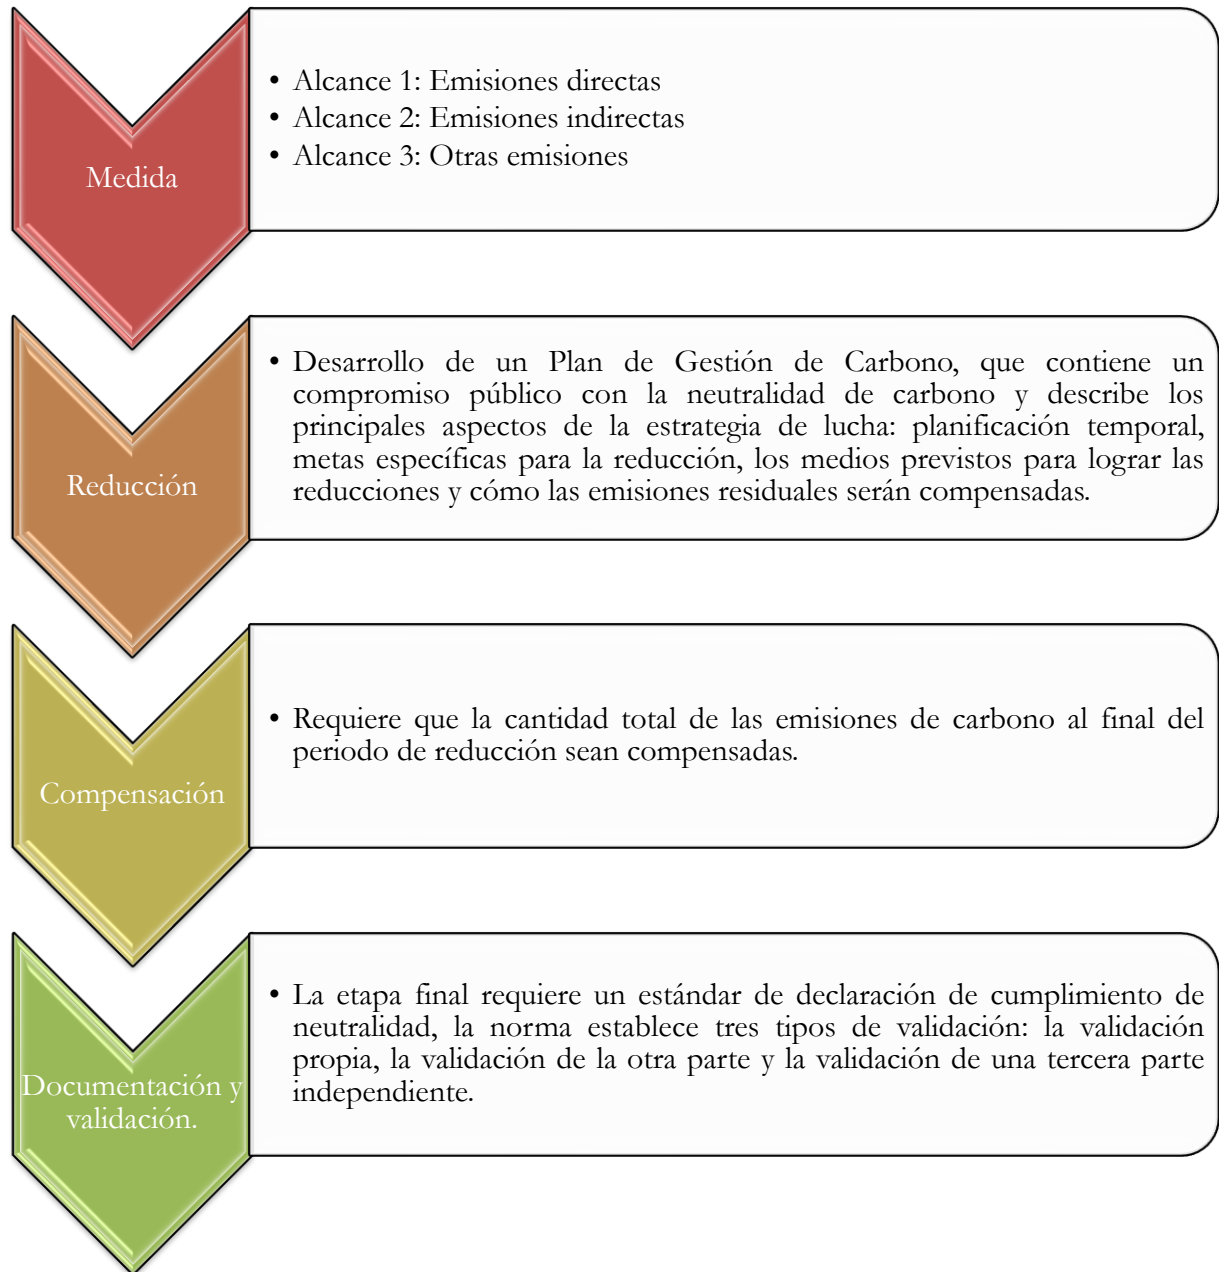 Medida
• Alcance 1: Emisiones directas
• Alcance 2: Emisiones indirectas
• Alcance 3: Otras emisiones
Reducción
• Desarrollo de un Plan de Gestión de Carbono, que contiene un
compromiso público con la neutralidad de carbono y describe los
principales aspectos de la estrategia de lucha: planificación temporal,
metas específicas para la reducción, los medios previstos para lograr las
reducciones y cómo las emisiones residuales serán compensadas.
Compensación
• Requiere que la cantidad total de las emisiones de carbono al final del
periodo de reducción sean compensadas.
Documentación y
validación.
• La etapa final requiere un estándar de declaración de cumplimiento de
neutralidad, la norma establece tres tipos de validación: la validación
propia, la validación de la otra parte y la validación de una tercera parte
independiente.